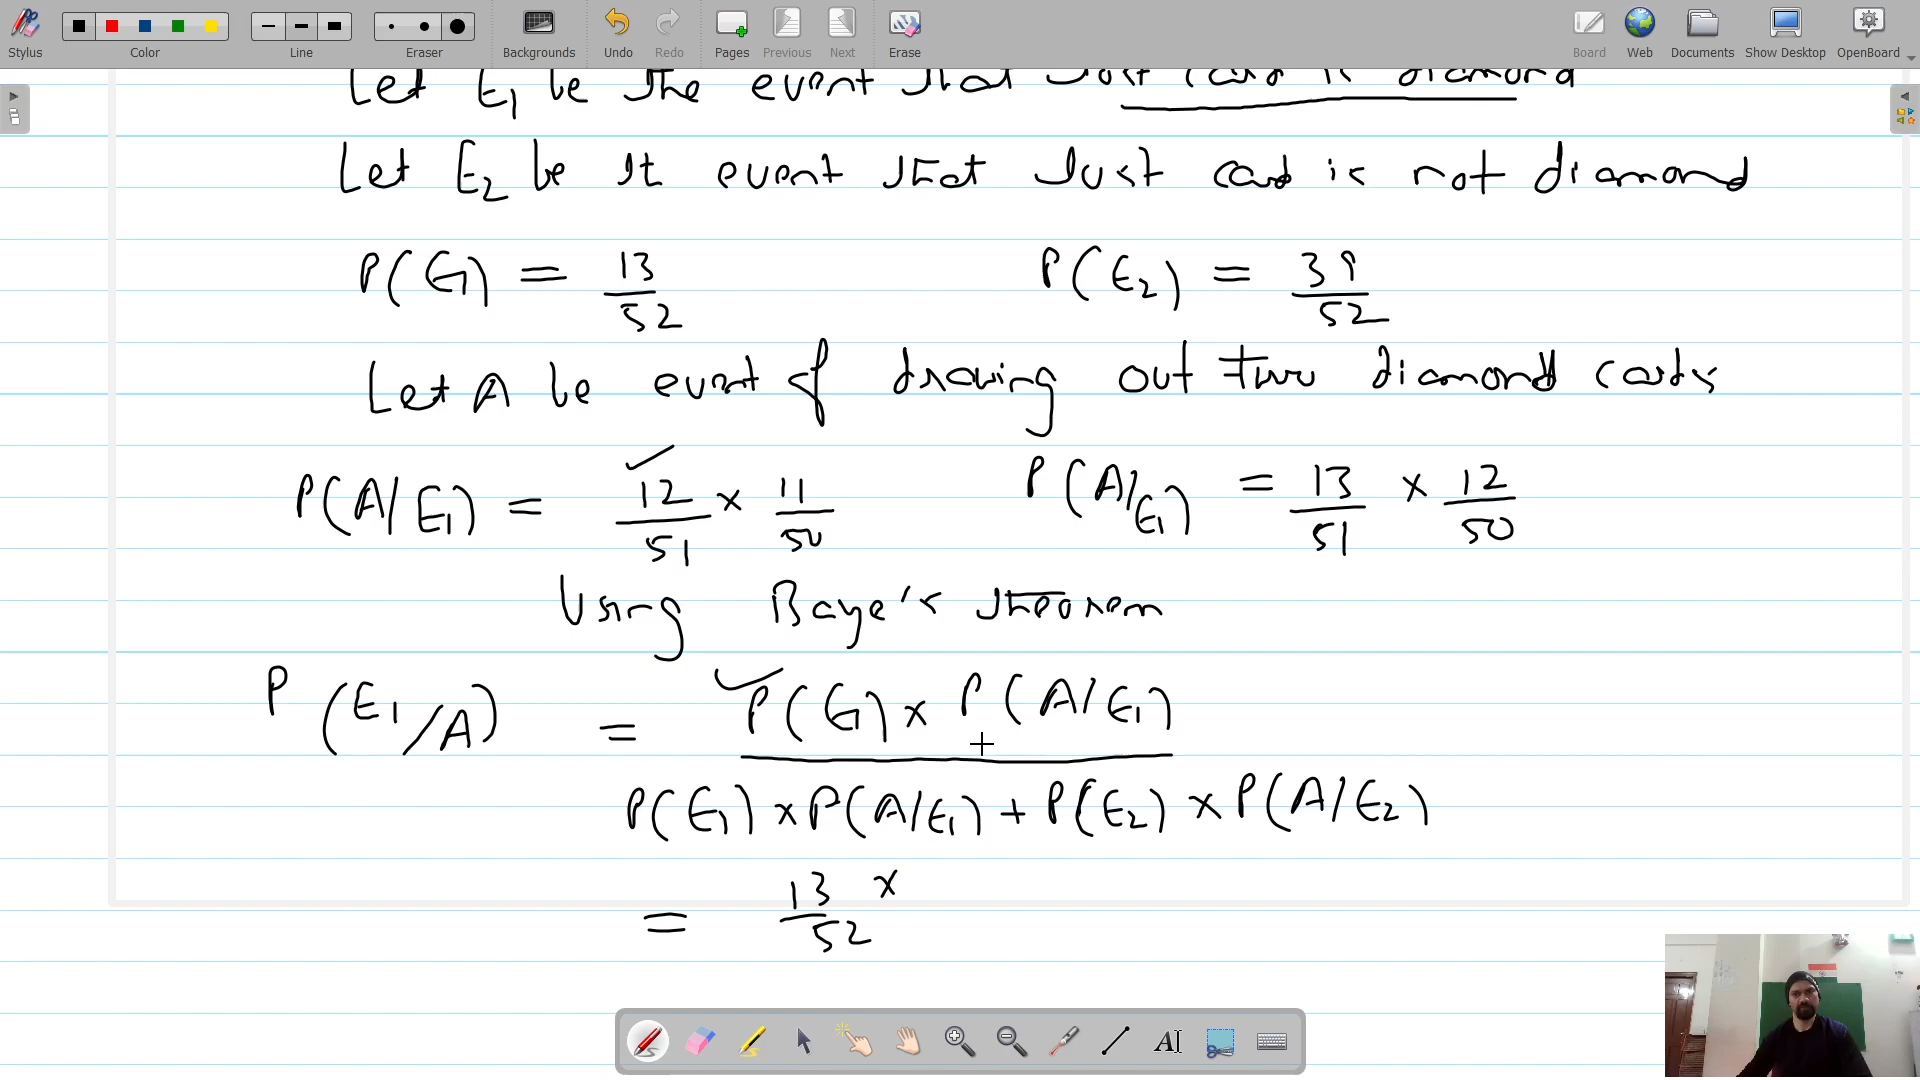 Stylus Color Line Eraser Backgrounds Undo Redo Pages Previous Next Erase Board Web Documents Show Desktop OpenBoard
Let E1 be the event that lost card is diamond
Let E2 be the event that lost card is not diamond
P(E1) = 13/52 P(E2) = 39/52
Let A be event of drawing out two diamond cards
P(A/E1) = 12/51 × 11/50 P(A/E1) = 13/51 × 12/50
Using Baye's theorem
P(E1/A) = P(E1) × P(A/E1)
P(E1) × P(A/E1) + P(E2) × P(A/E2)
= 13/52 ×